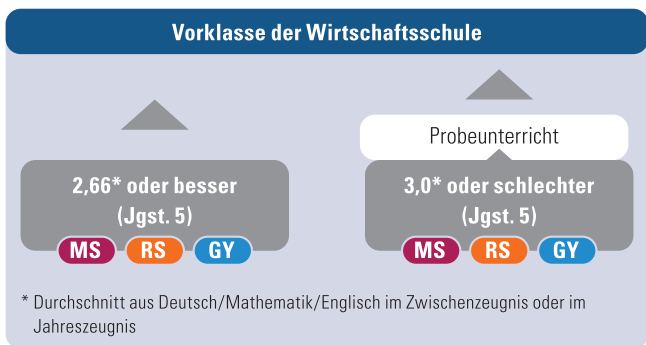 Vorklasse der Wirtschaftsschule
Probeunterricht
2,66* oder besser
(Jgst. 5)
MS RS GY
3,0* oder schlechter
(Jgst. 5)
MS RS GY
* Durchschnitt aus Deutsch/Mathematik/Englisch im Zwischenzeugnis oder im
Jahreszeugnis